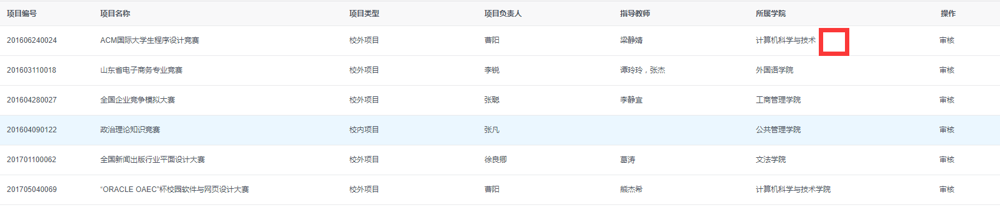 项目编号 项目名称 项目类型 项目负责人 指导教师 所属学院 操作
201606240024 ACM国际大学生程序设计竞赛 校外项目 曹阳 梁静婧 计算机科学与技术 审核
201603110018 山东省电子商务专业竞赛 校外项目 李锐 谭玲玲，张杰 外国语学院 审核
201604280027 全国企业竞争模拟大赛 校外项目 张聪 李静宜 工商管理学院 审核
201604090122 政治理论知识竞赛 校内项目 张凡 公共管理学院 审核
201701100062 全国新闻出版行业平面设计大赛 校外项目 徐良卿 葛涛 文法学院 审核
201705040069 “ORACLE OAEC”杯校园软件与网页设计大赛 校外项目 曹阳 熊杰希 计算机科学与技术学院 审核